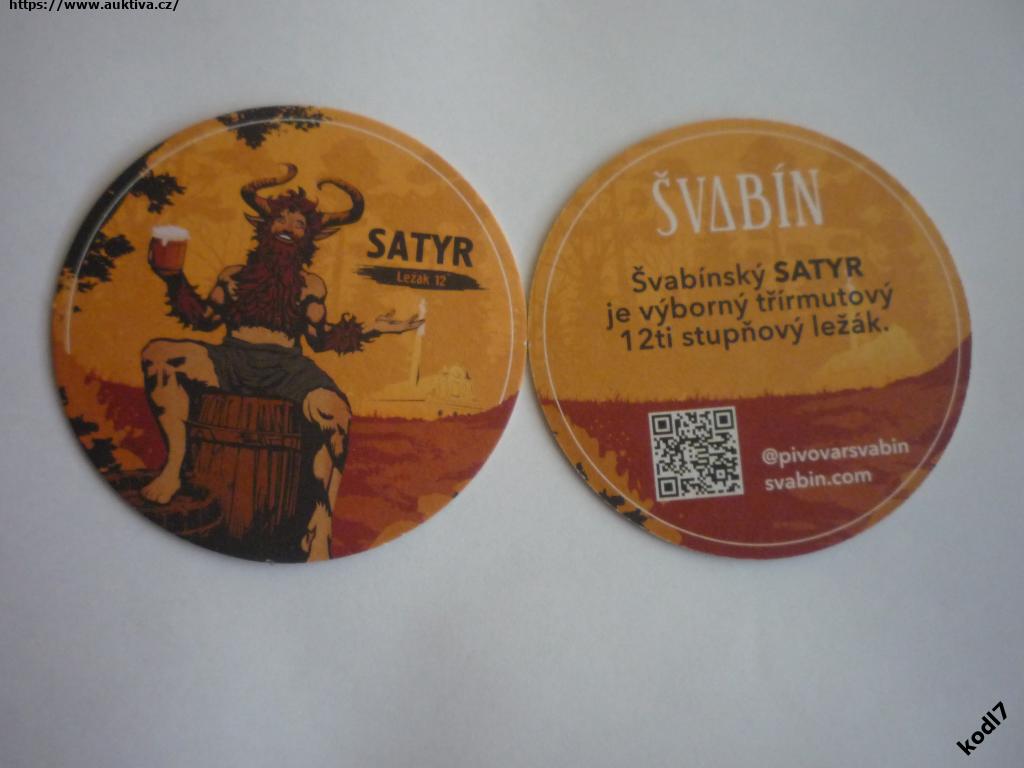 https://www.auktiva.cz/
SATYR
Ležák 12
ŠVABÍN
Švabínský SATYR
je výborný třírmutový
12ti stupňový ležák.
@pivovarsvabin
svabin.com
kodl7